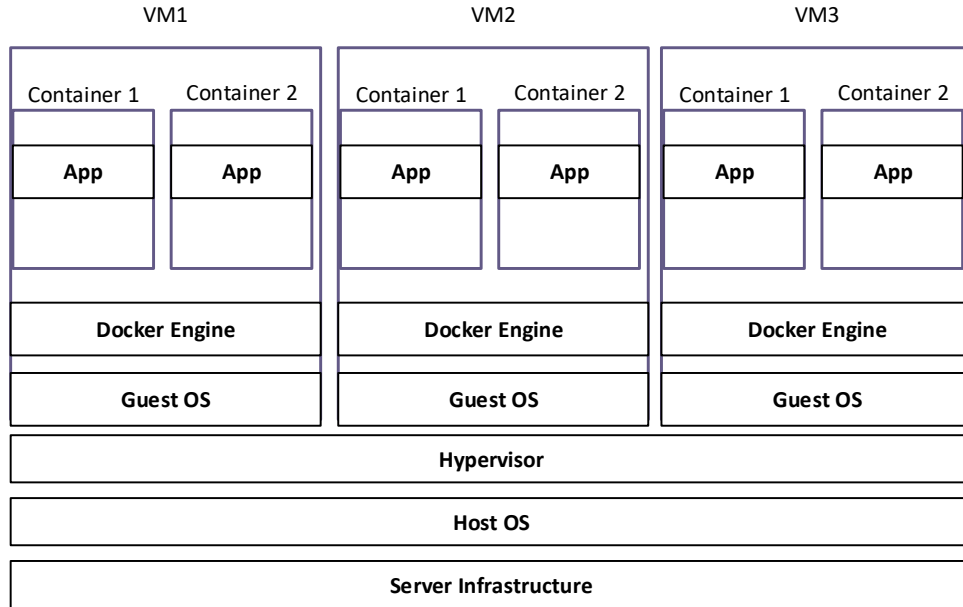 VM1 VM2 VM3
Container 1 Container 2 Container 1 Container 2 Container 1 Container 2
App App App App App App
Docker Engine Docker Engine Docker Engine
Guest OS Guest OS Guest OS
Hypervisor
Host OS
Server Infrastructure